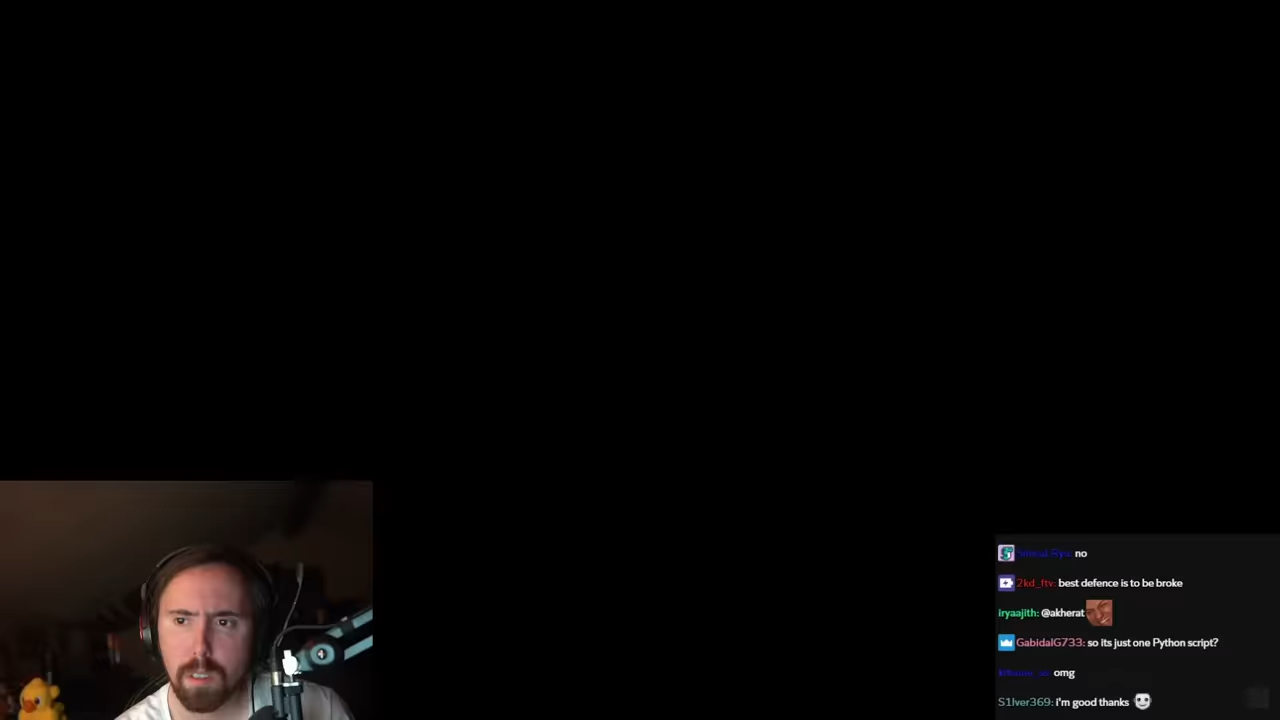 no
2kd_ftv: best defence is to be broke
iryaajith: @akherat
GabidalG733: so its just one Python script?
omg
S1lver369: i'm good thanks